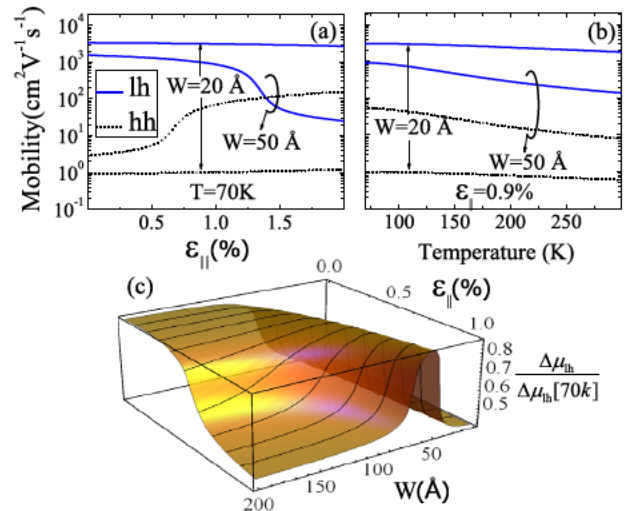 (a)
(b)
Mobility(cm²V⁻¹s⁻¹)
10⁴
10³
10²
10¹
10⁰
10⁻¹
lh
hh
W=20 Å
W=50 Å
T=70K
0.5
1.0
1.5
ε||(%)
W=20 Å
W=50 Å
ε||=0.9%
100
150
200
250
Temperature (K)
(c)
0.0
0.5
1.0
ε||(%)
0.8
0.7
0.6
0.5
Δμlh
Δμlh[70k]
200
150
100
50
W(Å)